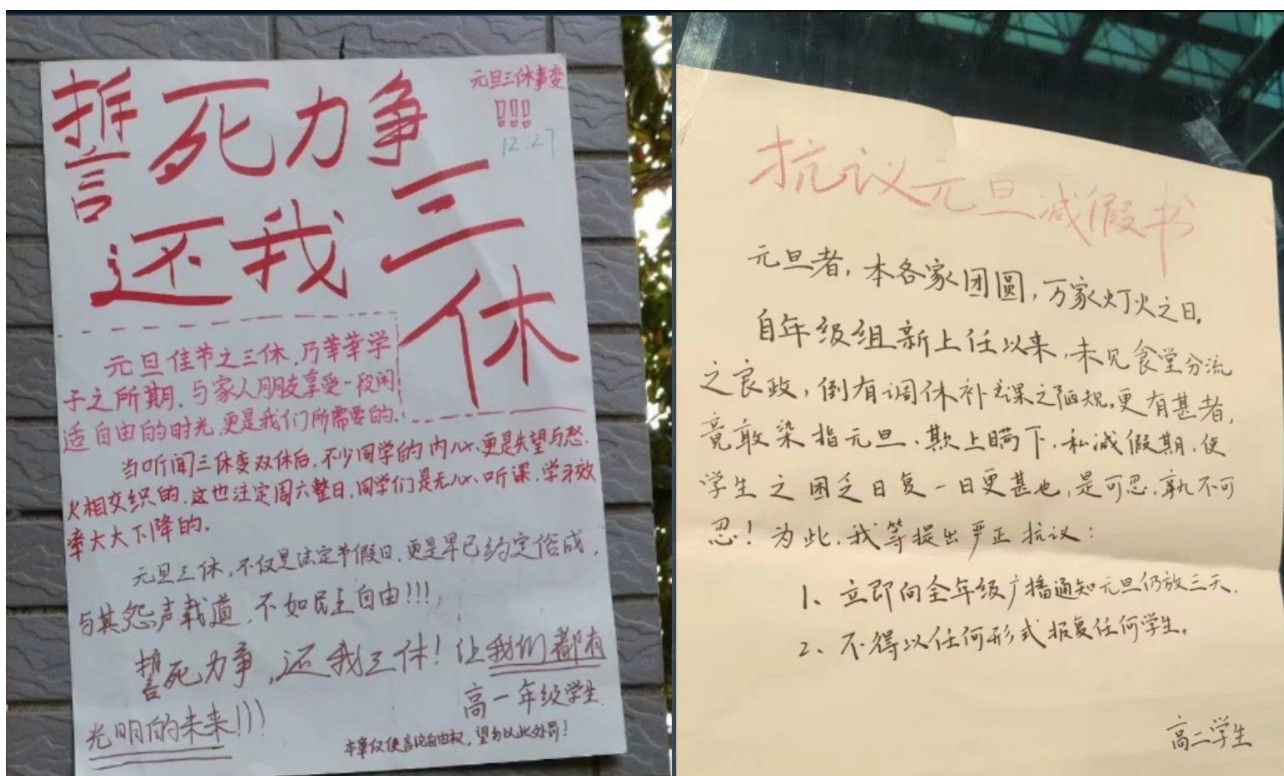 誓死力争
元旦三休事变
!!!
12.27
还我三休
元旦佳节之三休，乃莘莘学
子之所期，与家人朋友享受一段闲
适自由的时光，更是我们所需要的。
当听闻三休变双休后，不少同学的内心，更是失望与怒
火相交织的，这也注定周六整日，同学们是无心听课，学习效
率大大下降的。
元旦三休，不仅是法定节假日，更是早已约定俗成，
与其怨声载道，不如民主自由!!!
誓死力争，还我三休！让我们都有
光明的未来!!!
高一年级学生
本章仅使言论自由权，望勿以此处罚！
抗议元旦减假书
元旦者，本各家团圆，万家灯火之日，
自年级组新上任以来，未见食堂分流
之良政，倒有调休补课之陋规，更有甚者，
竟敢染指元旦，欺上瞒下，私减假期，使
学生之困乏日复一日更甚也，是可忍，孰不可
忍！为此，我等提出严正抗议：
1、立即向全年级广播通知元旦仍放三天。
2、不得以任何形式报复任何学生。
高二学生